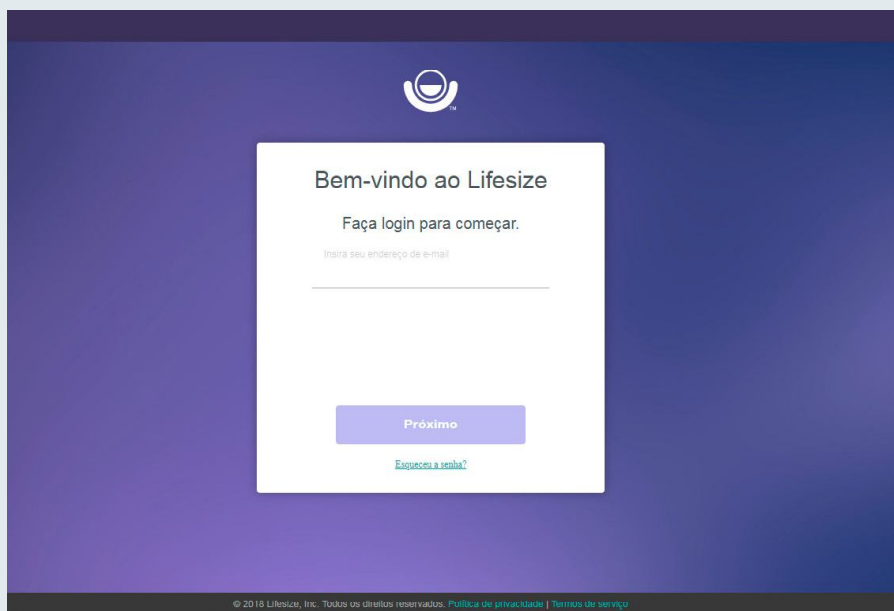 TM
Bem-vindo ao Lifesize
Faça login para começar.
Insira seu endereço de e-mail
Próximo
Esqueceu a senha?
© 2018 Lifesize, Inc. Todos os direitos reservados. Política de privacidade | Termos de serviço